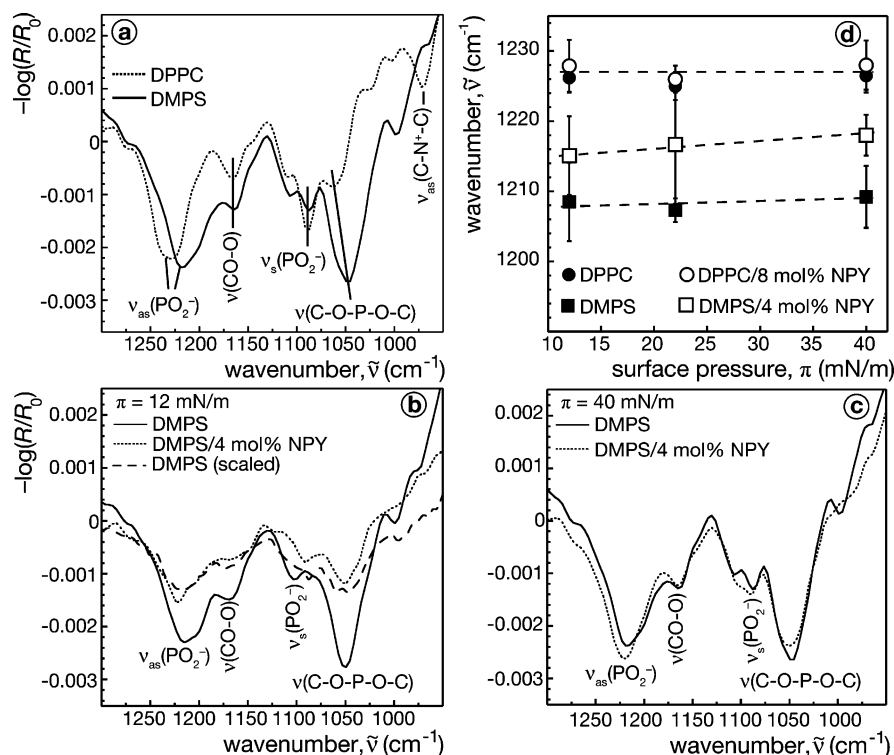 a
−log(R/R0)
0.002
0.001
0
-0.001
-0.002
-0.003
DPPC
DMPS
νas(PO2−)
ν(CO-O)
νs(PO2−)
ν(C-O-P-O-C)
νas(C-N+-C)
1250 1200 1150 1100 1050 1000
wavenumber, ν̃ (cm-1)
d
wavenumber, ν̃ (cm-1)
1230
1220
1210
1200
DPPC
DPPC/8 mol% NPY
DMPS
DMPS/4 mol% NPY
10 15 20 25 30 35 40
surface pressure, π (mN/m)
b
−log(R/R0)
0.002
0.001
0
-0.001
-0.002
-0.003
π = 12 mN/m
DMPS
DMPS/4 mol% NPY
DMPS (scaled)
νas(PO2−)
ν(CO-O)
νs(PO2−)
ν(C-O-P-O-C)
1250 1200 1150 1100 1050 1000
wavenumber, ν̃ (cm-1)
c
0.002
0.001
0
-0.001
-0.002
-0.003
π = 40 mN/m
DMPS
DMPS/4 mol% NPY
νas(PO2−)
ν(CO-O)
νs(PO2−)
ν(C-O-P-O-C)
1250 1200 1150 1100 1050 1000
wavenumber, ν̃ (cm-1)